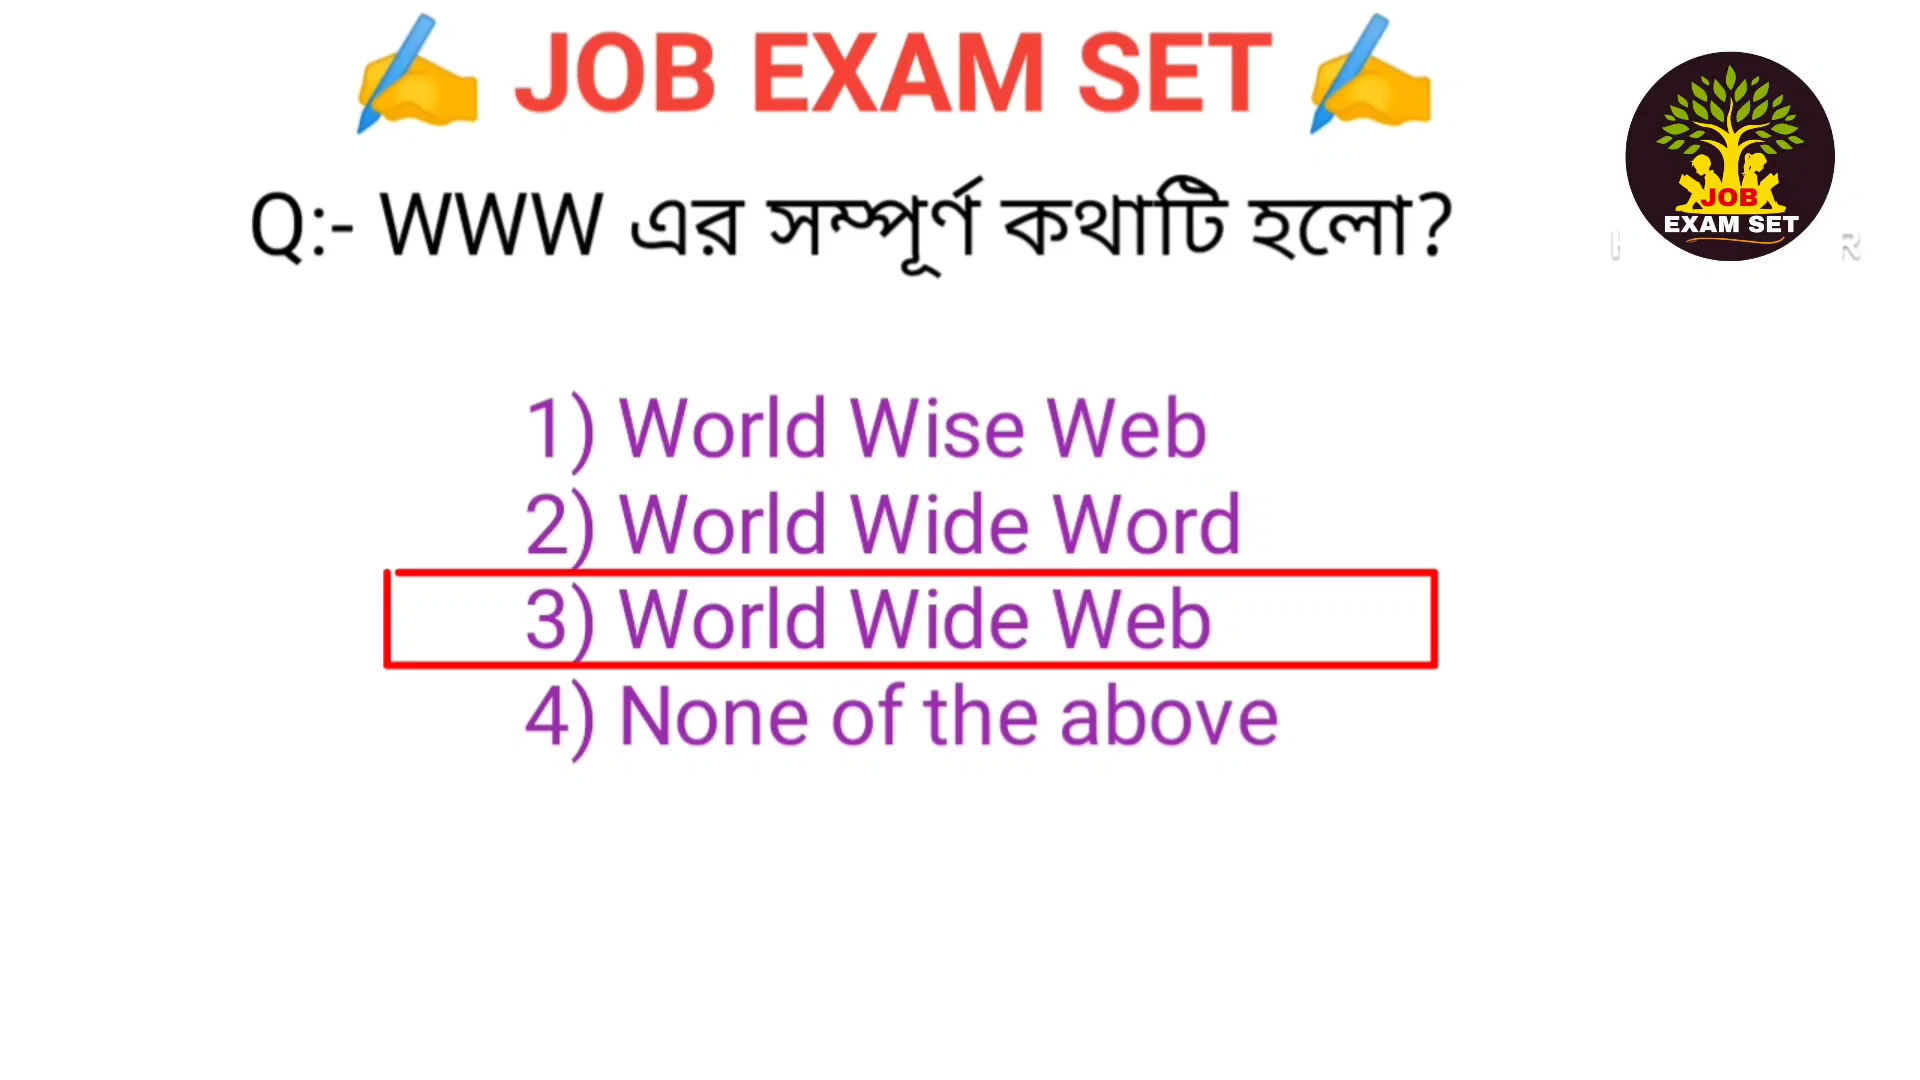 ✍️ JOB EXAM SET ✍️
Q:- WWW এর সম্পূর্ণ কথাটি হলো?
1) World Wise Web
2) World Wide Word
3) World Wide Web
4) None of the above
JOB
EXAM SET